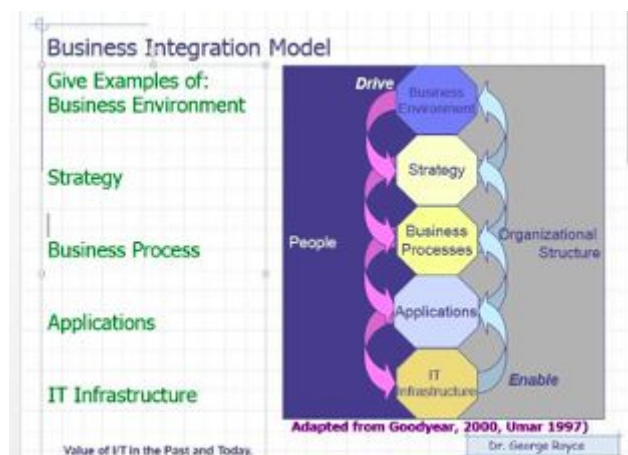 Business Integration Model
Give Examples of:
Business Environment
Strategy
Business Process
Applications
IT Infrastructure
Drive
Business
Environment
Strategy
Business
Processes
Applications
IT
Infrastructure
People
Organizational
Structure
Enable
Adapted from Goodyear, 2000, Umar 1997)
Value of I/T in the Past and Today.
Dr. George Royce